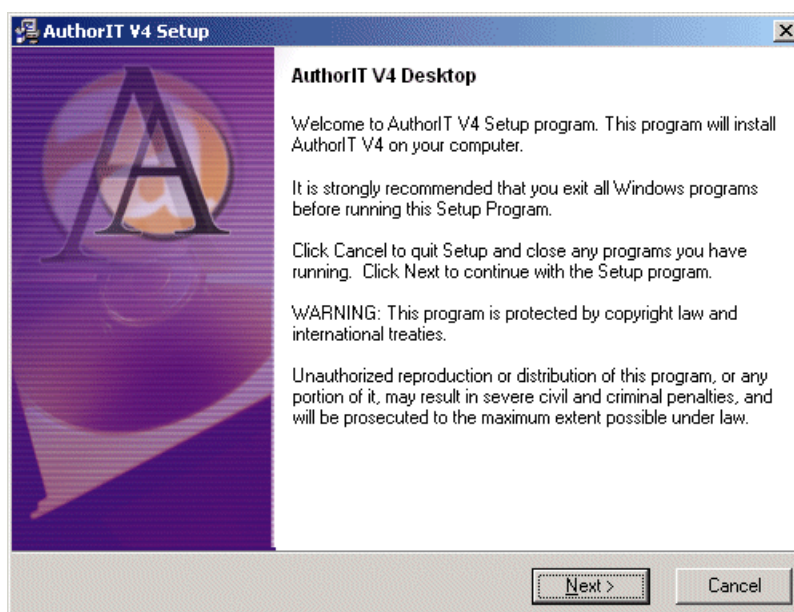 AuthorIT V4 Setup
AuthorIT V4 Desktop
Welcome to AuthorIT V4 Setup program. This program will install
AuthorIT V4 on your computer.
It is strongly recommended that you exit all Windows programs
before running this Setup Program.
Click Cancel to quit Setup and close any programs you have
running.  Click Next to continue with the Setup program.
WARNING: This program is protected by copyright law and
international treaties.
Unauthorized reproduction or distribution of this program, or any
portion of it, may result in severe civil and criminal penalties, and
will be prosecuted to the maximum extent possible under law.
Next >
Cancel